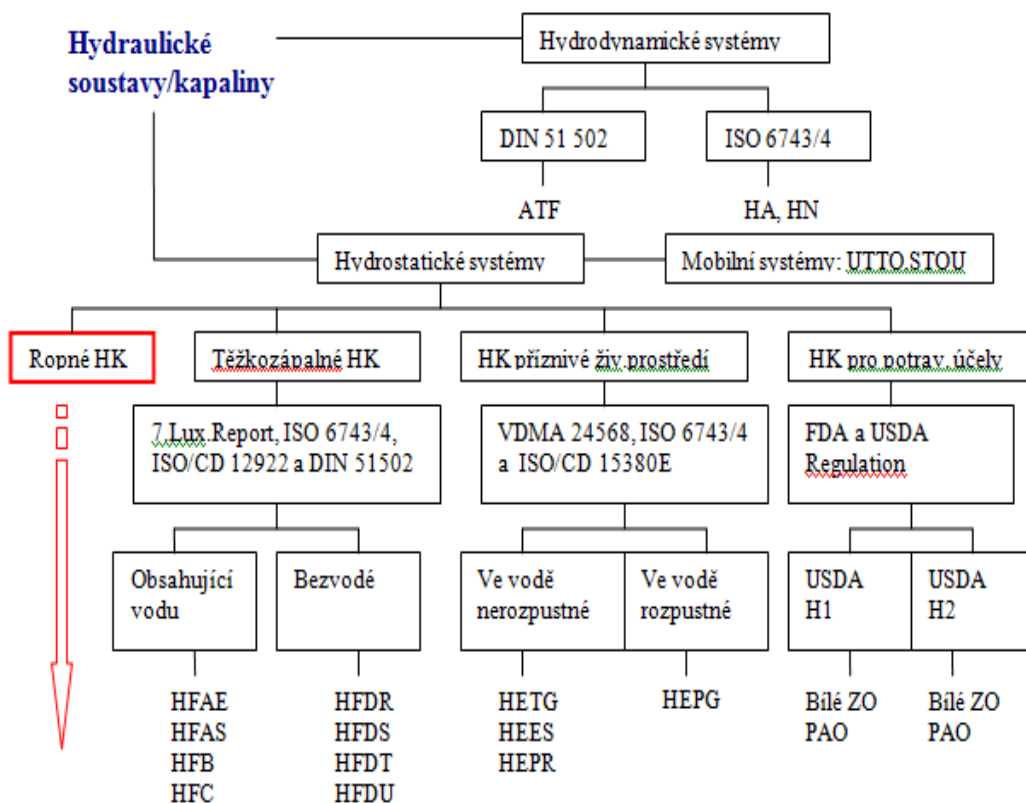 Hydraulické
soustavy/kapaliny
Hydrodynamické systémy
DIN 51 502
ISO 6743/4
ATF
HA, HN
Hydrostatické systémy
Mobilní systémy: UTTO.STOU
Ropné HK
Těžkozápalné HK
HK příznivé živ.prostředí
HK pro potrav. účely
7.Lux.Report, ISO 6743/4,
ISO/CD 12922 a DIN 51502
VDMA 24568, ISO 6743/4
a ISO/CD 15380E
FDA a USDA
Regulation
Obsahující
vodu
Bezvodé
Ve vodě
nerozpustné
Ve vodě
rozpustné
USDA
H1
USDA
H2
HFAE
HFAS
HFB
HFC
HFDR
HFDS
HFDT
HFDU
HETG
HEES
HEPR
HEPG
Bílé ZO
PAO
Bílé ZO
PAO